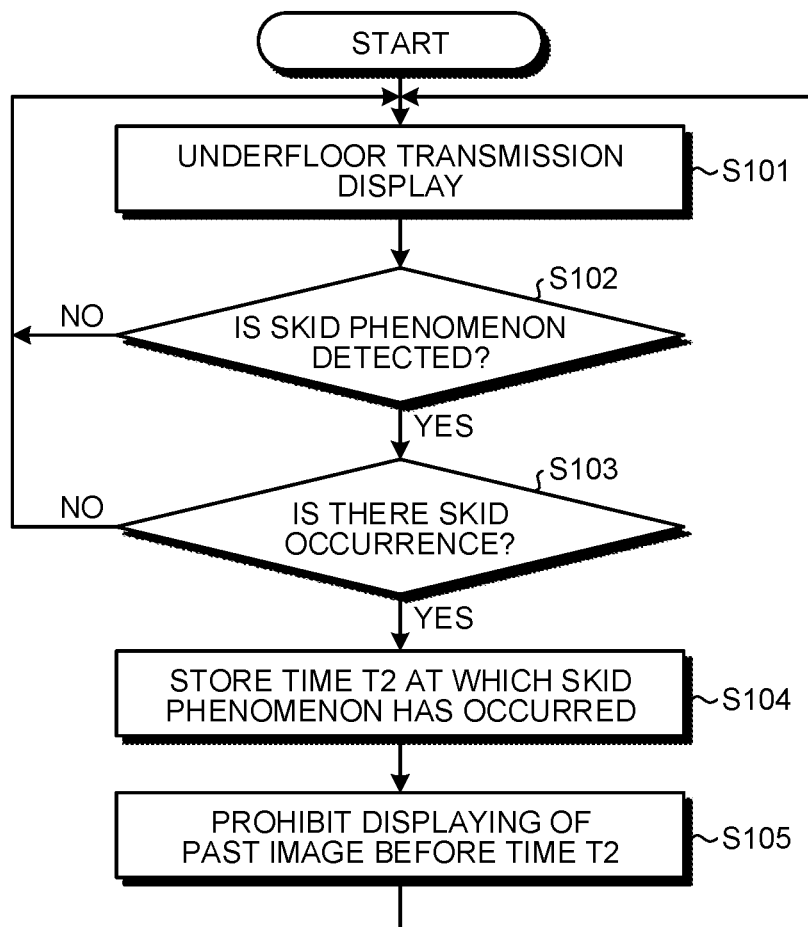 START
UNDERFLOOR TRANSMISSION
DISPLAY
S101
S102
NO
IS SKID PHENOMENON
DETECTED?
YES
S103
NO
IS THERE SKID
OCCURRENCE?
YES
STORE TIME T2 AT WHICH SKID
PHENOMENON HAS OCCURRED
S104
PROHIBIT DISPLAYING OF
PAST IMAGE BEFORE TIME T2
S105